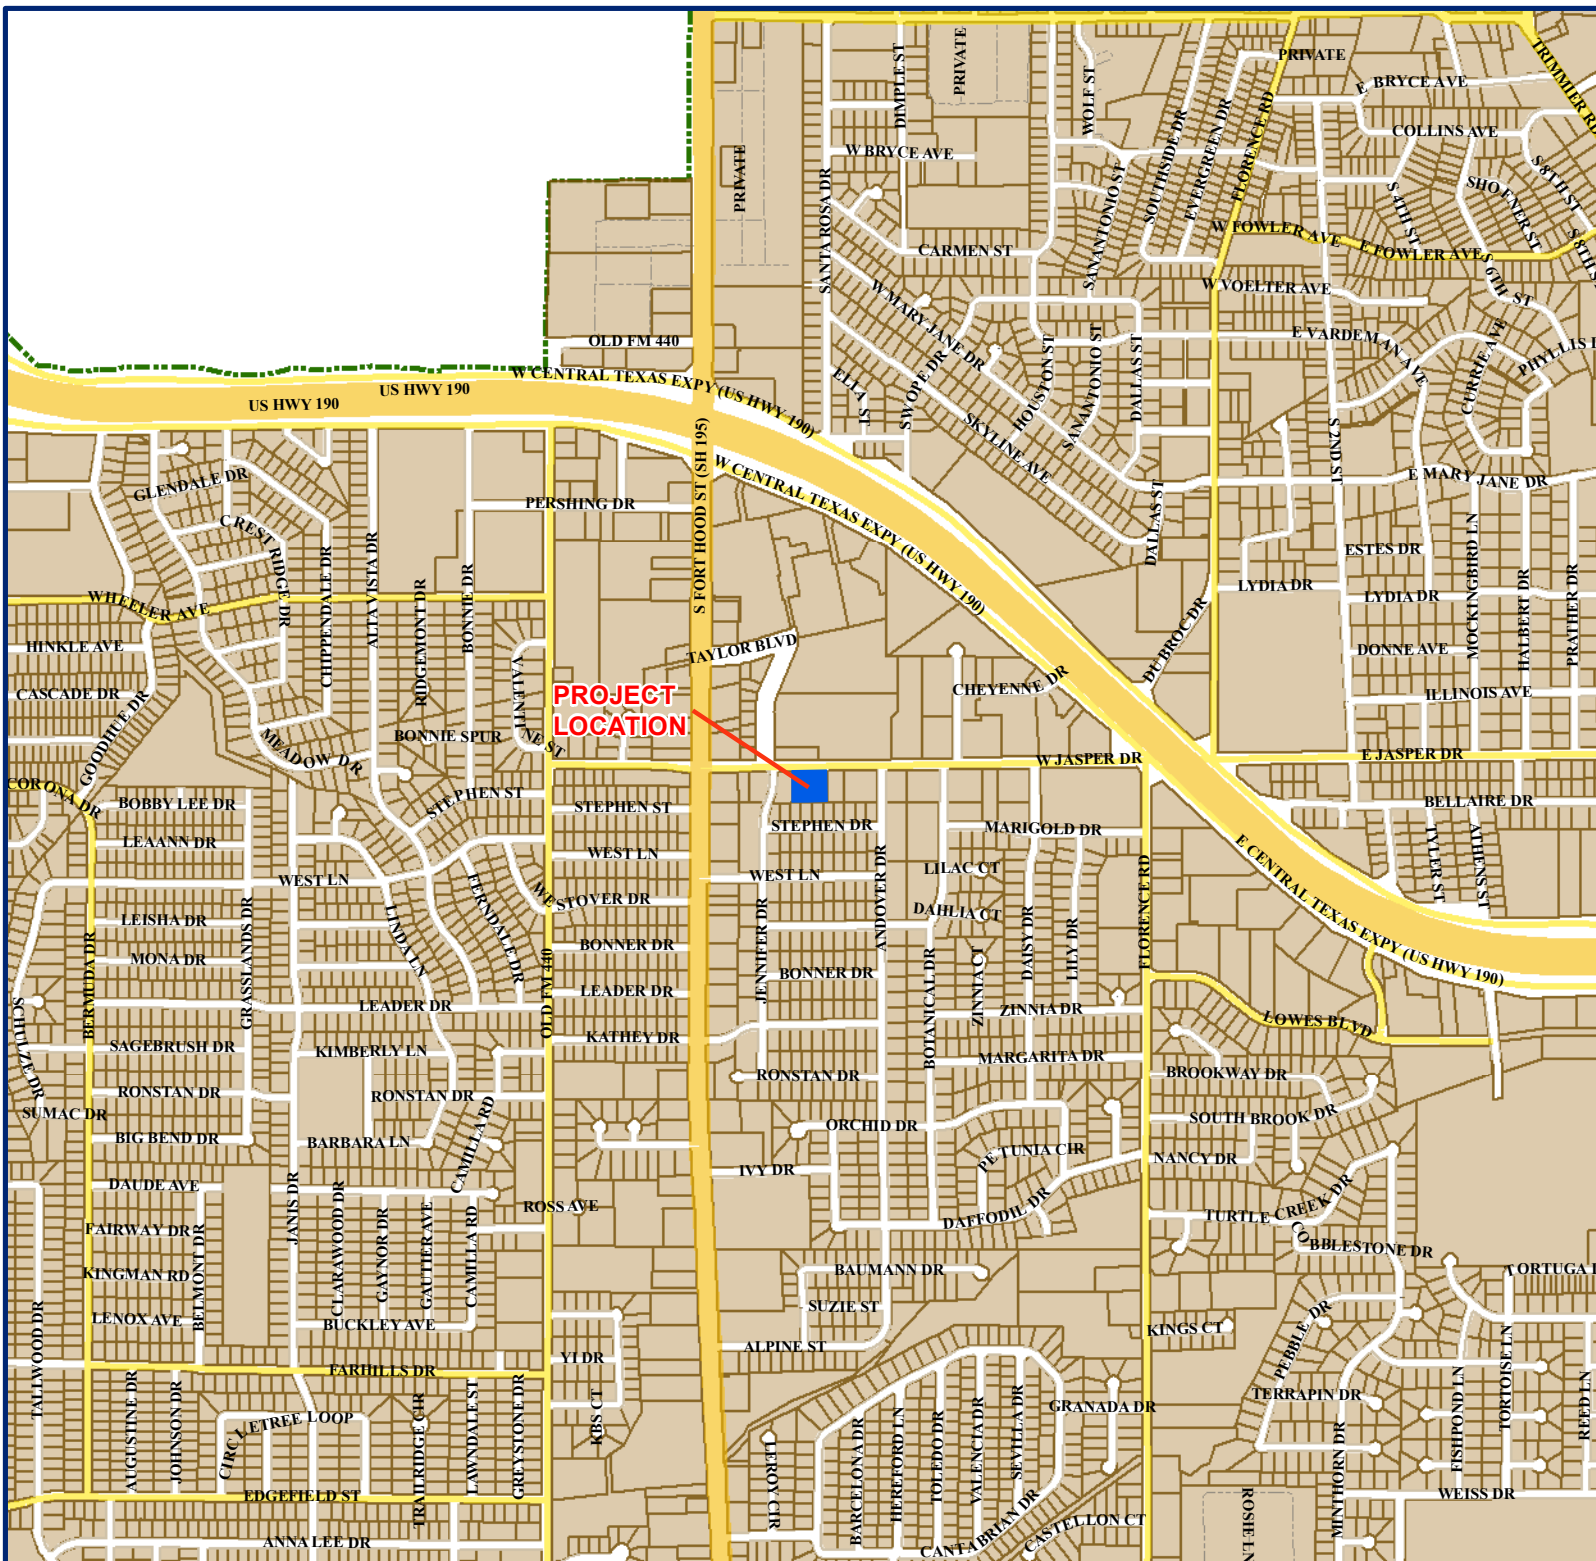 PRIVATE
TRIMMIER RD
E BRYCE AVE
DIMPLE ST
PRIVATE
WOLF ST
COLLINS AVE
W BRYCE AVE
PRIVATE
SOUTHSIDE DR
EVERGREEN DR
FLORENCE RD
S 8TH ST
SANTA ROSA DR
SANANTONIO ST
S 4TH ST
SHOFNER ST
W FOWLER AVE
E FOWLER AVE
S 8TH S
CARMEN ST
W VOELTER AVE
S 6TH ST
W MARY JANE DR
OLD FM 440
E VARDEMAN AVE
CURRIE AVE
PHYLLIS D
HOUSTON ST
SANANTONIO ST
DALLAS ST
US HWY 190
US HWY 190
W CENTRAL TEXAS EXPY (US HWY 190)
ELIA ST
SWOPE DR
SKYLINE AVE
S 2ND ST
S FORT HOOD ST (SH 195)
W CENTRAL TEXAS EXPY (US HWY 190)
GLENDALE DR
E MARY JANE DR
PERSHING DR
DALLAS ST
CREST RIDGE DR
CHIPPENDALE DR
ALTA VISTA DR
ESTES DR
MOCKINGBIRD LN
LYDIA DR
LYDIA DR
HALBERT DR
PRATHER DR
WHEELER AVE
RIDGEMONT DR
BONNIE DR
HINKLE AVE
TAYLOR BLVD
DUBROC DR
DONNE AVE
CASCADE DR
VALENTINE ST
CHEYENNE DR
ILLINOIS AVE
PROJECT
LOCATION
GOODHUE DR
MEADOW DR
BONNIE SPUR
W JASPER DR
E JASPER DR
CORONA DR
BOBBY LEE DR
STEPHEN ST
STEPHEN ST
STEPHEN DR
MARIGOLD DR
BELLAIRE DR
TYLER ST
ATHENS ST
LEAANN DR
WEST LN
WEST LN
WEST LN
LILAC CT
E CENTRAL TEXAS EXPY (US HWY 190)
LEISHA DR
GRASSLANDS DR
LINDA LN
FERNDALE DR
WESTOVER DR
ANDOVER DR
DAHLIA CT
FLORENCE RD
MONA DR
BERMUDA DR
BONNER DR
JENNIFER DR
BONNER DR
BOTANICAL DR
ZINNIA CT
DAISY DR
LILY DR
OLD FM 440
LEADER DR
LEADER DR
ZINNIA DR
LOWES BLVD
SCHULZE DR
SAGEBRUSH DR
KIMBERLY LN
KATHEY DR
MARGARITA DR
BROOKWAY DR
RONSTAN DR
RONSTAN DR
RONSTAN DR
SUMAC DR
SOUTH BROOK DR
BIG BEND DR
BARBARA LN
CAMILLA RD
ORCHID DR
PETUNIA CIR
NANCY DR
IVY DR
DAUDE AVE
JANIS DR
CLARAWOOD DR
GAYNOR DR
GAUTIER AVE
CAMILLA RD
ROSS AVE
DAFFODIL DR
TURTLE CREEK DR
FAIRWAY DR
BELMONT DR
COBBLESTONE DR
KINGMAN RD
BAUMANN DR
TORTUGA L
SUZIE ST
LENOX AVE
BUCKLEY AVE
ALPINE ST
KINGS CT
PEBBLE DR
TALLWOOD DR
FARHILLS DR
YI DR
TERRAPIN DR
AUGUSTINE DR
JOHNSON DR
CIRCLETREE LOOP
TRAILRIDGE CIR
LAWNDALE ST
GREYSTONE DR
KBS CT
LEROY CIR
BARCELONA DR
HEREFORD LN
TOLEDO DR
VALENCIA DR
SEVILLA DR
GRANADA DR
MINTHORN DR
FISHPOND LN
TORTOISE LN
REED LN
EDGEFIELD ST
WEISS DR
ROSIE LN
ANNA LEE DR
CANTABRIAN DR
CASTELLON CT